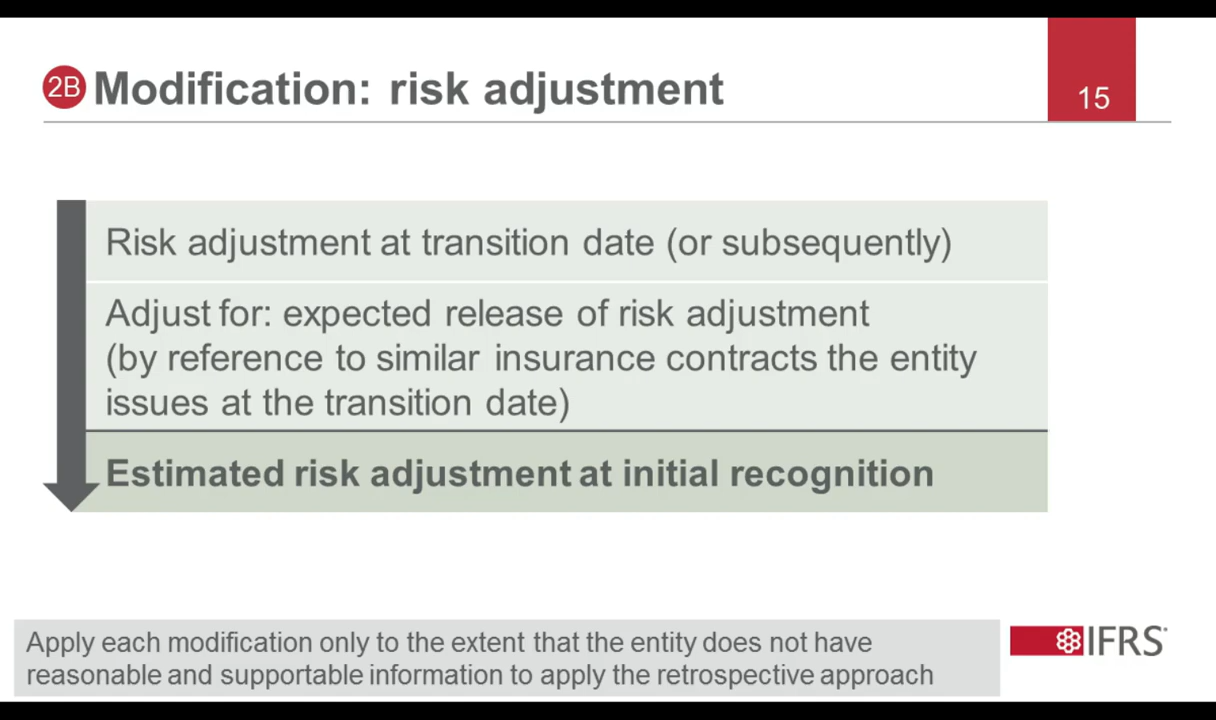 2B Modification: risk adjustment
15
Risk adjustment at transition date (or subsequently)
Adjust for: expected release of risk adjustment
(by reference to similar insurance contracts the entity
issues at the transition date)
Estimated risk adjustment at initial recognition
Apply each modification only to the extent that the entity does not have
reasonable and supportable information to apply the retrospective approach
IFRS